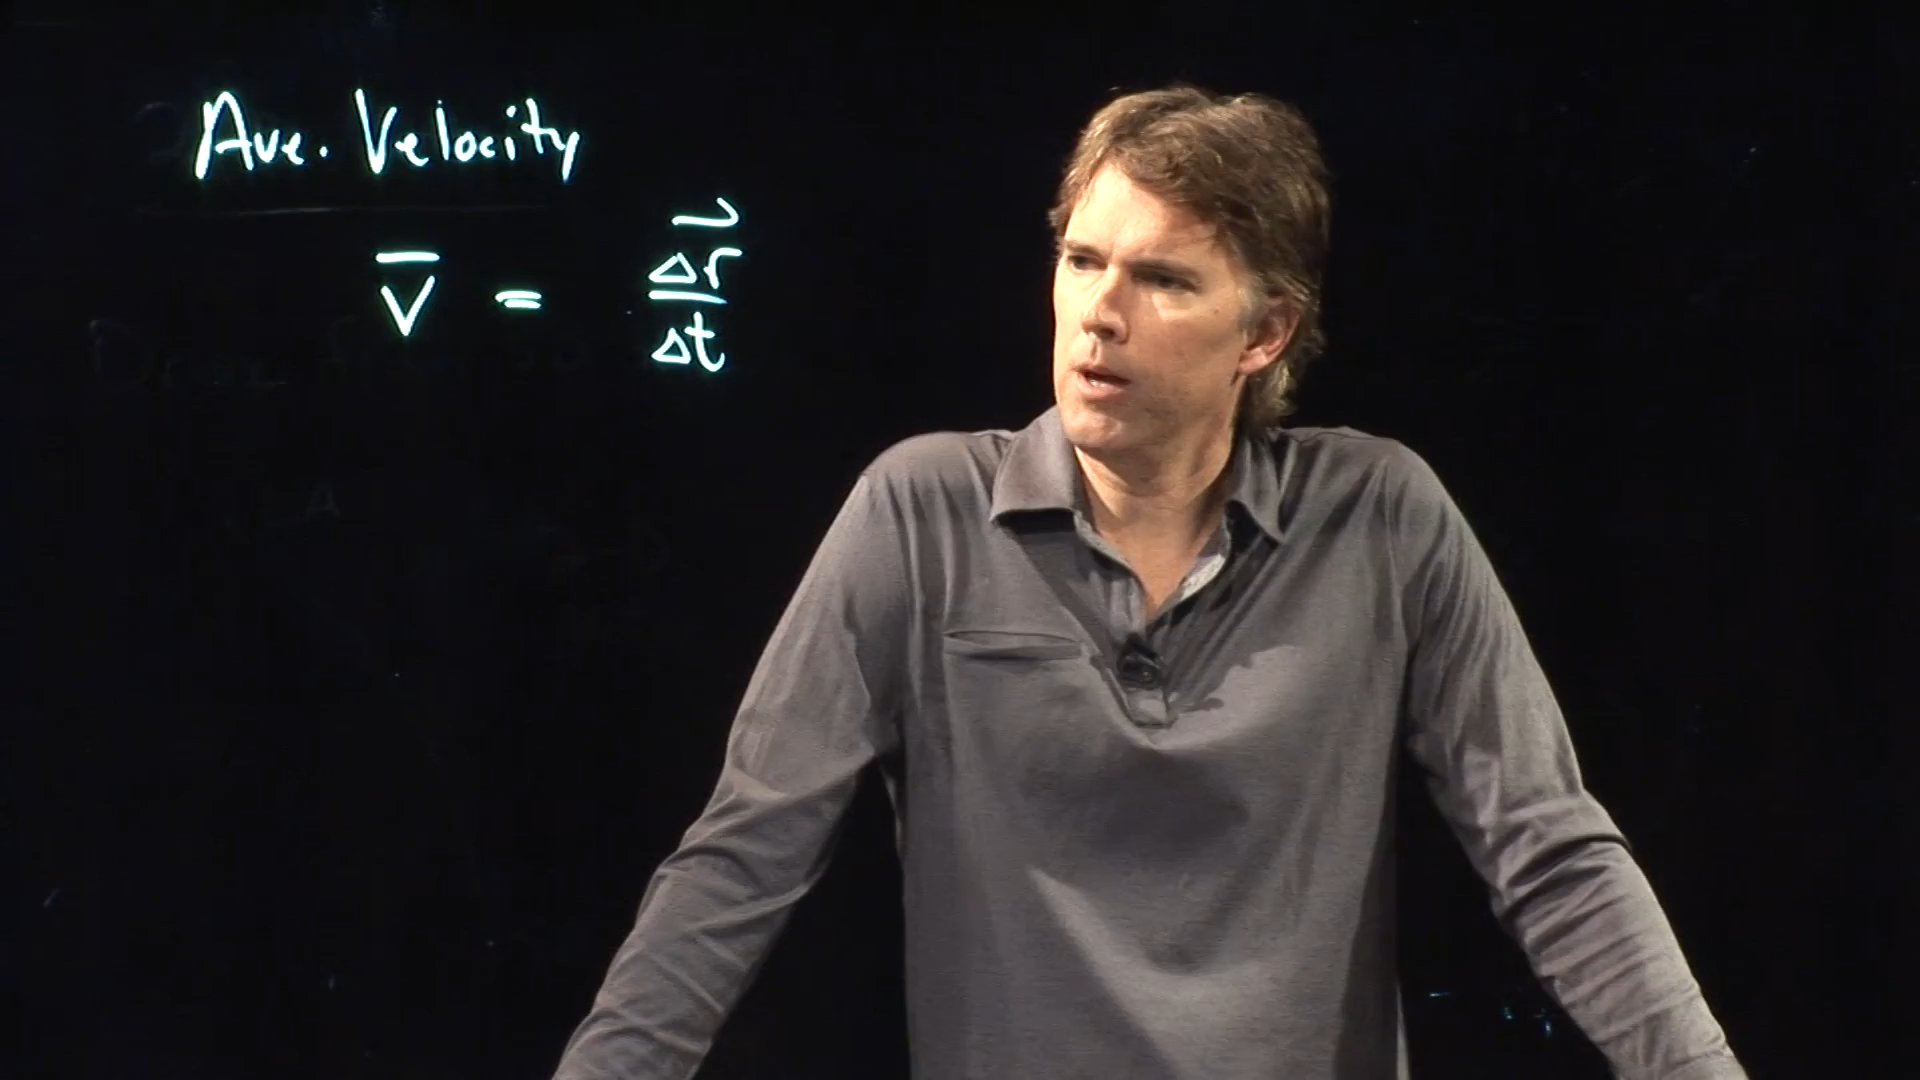 Ave. Velocity
v̄ = Δr⃗/Δt